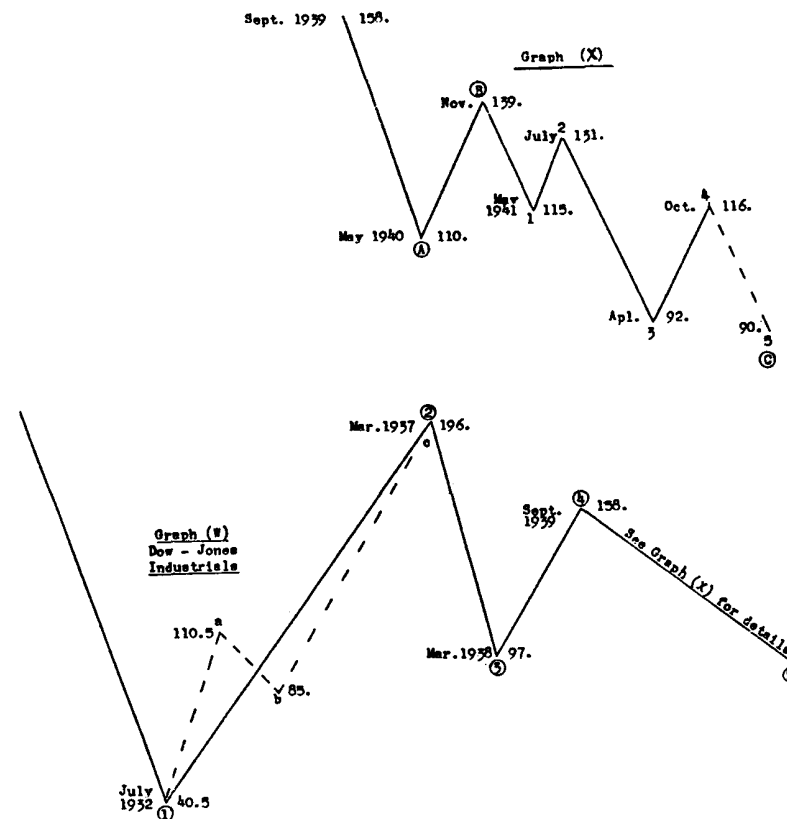 Sept. 1939 158.
Graph (X)
B
Nov. 139.
July 2 131.
May
1941 1 115.
4
Oct. 116.
May 1940 110.
A
Apl. 92.
3
90.
5
C
2
Mar.1937 196.
c
4
Sept.
1939 158.
Graph (W)
Dow - Jones
Industrials
See Graph (X) for details
a
110.5
b 85.
Mar.1938 97.
3
July
1932 40.5
1